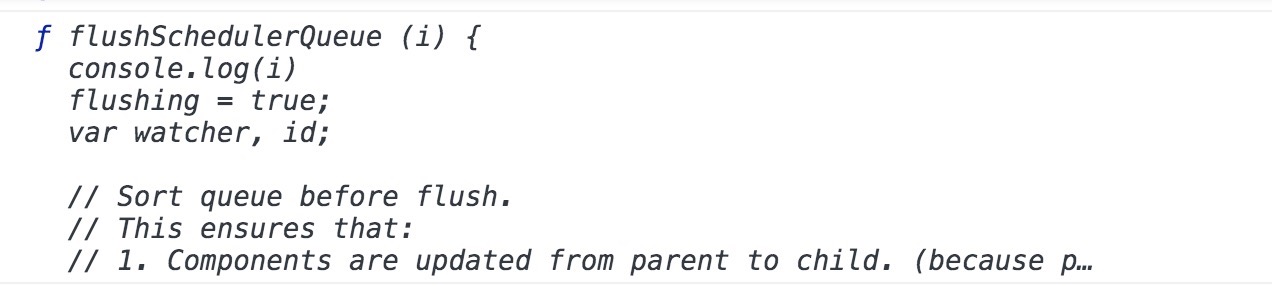 ƒ flushSchedulerQueue (i) {
console.log(i)
flushing = true;
var watcher, id;
// Sort queue before flush.
// This ensures that:
// 1. Components are updated from parent to child. (because p…